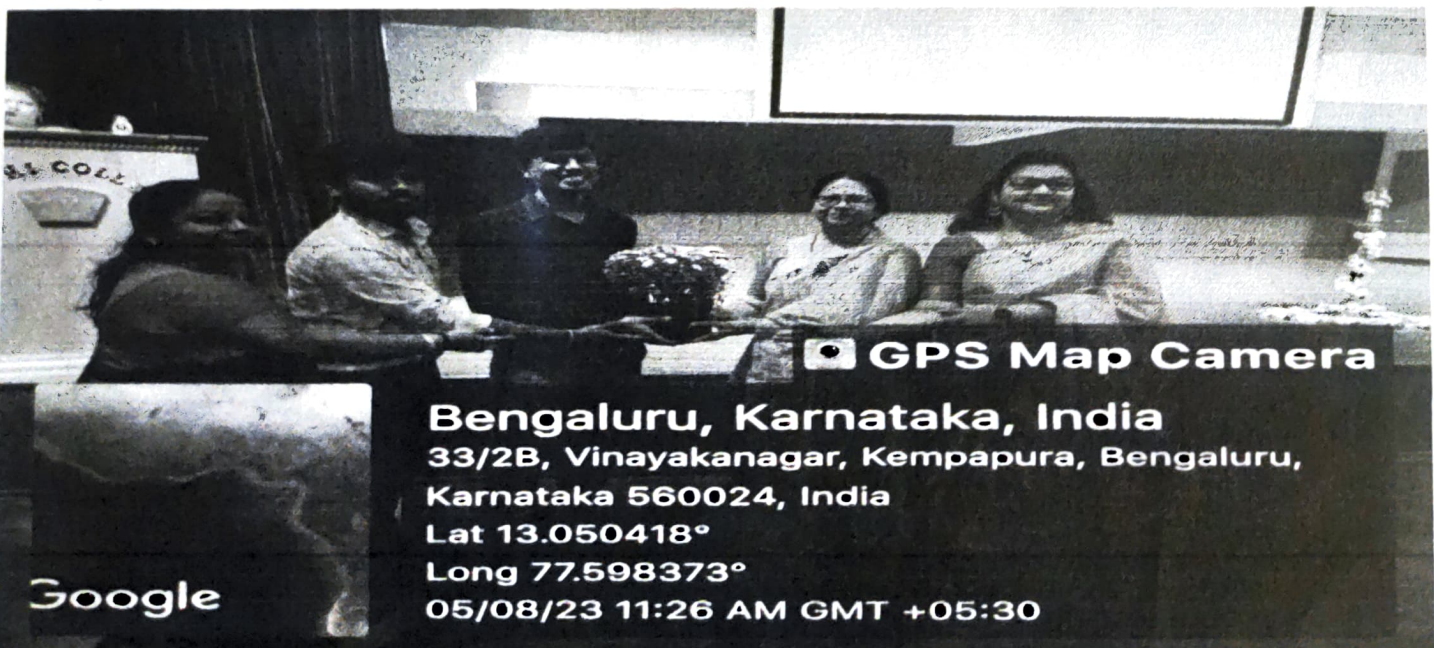 COLL
GPS Map Camera
Bengaluru, Karnataka, India
33/2B, Vinayakanagar, Kempapura, Bengaluru,
Karnataka 560024, India
Lat 13.050418°
Long 77.598373°
05/08/23 11:26 AM GMT +05:30
Google